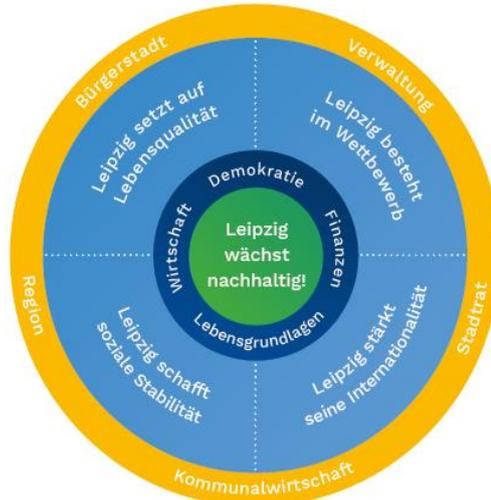 Bürgerstadt
Verwaltung
Leipzig setzt auf
Lebensqualität
Leipzig besteht
im Wettbewerb
Demokratie
Wirtschaft
Finanzen
Leipzig
wächst
nachhaltig!
Lebensgrundlagen
Region
Stadtrat
Leipzig schafft
soziale Stabilität
Leipzig stärkt
seine Internationalität
Kommunalwirtschaft